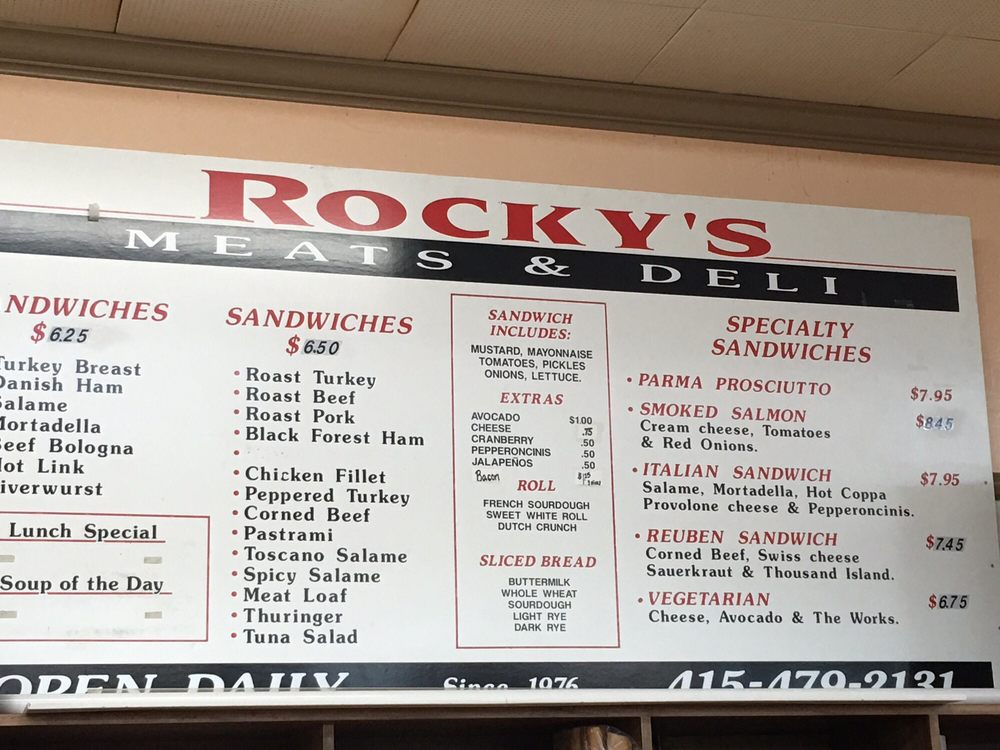 ROCKY'S
MEATS & DELI
NDWICHES
$6.25
Turkey Breast
Danish Ham
Salame
Mortadella
Beef Bologna
Hot Link
iverwurst
Lunch Special
Soup of the Day
SANDWICHES
$6.50
• Roast Turkey
• Roast Beef
• Roast Pork
• Black Forest Ham
•
• Chicken Fillet
• Peppered Turkey
• Corned Beef
• Pastrami
• Toscano Salame
• Spicy Salame
• Meat Loaf
• Thuringer
• Tuna Salad
SANDWICH
INCLUDES:
MUSTARD, MAYONNAISE
TOMATOES, PICKLES
ONIONS, LETTUCE.
EXTRAS
AVOCADO $1.00
CHEESE .75
CRANBERRY .50
PEPPERONCINIS .50
JALAPEÑOS .50
Bacon
ROLL
FRENCH SOURDOUGH
SWEET WHITE ROLL
DUTCH CRUNCH
SLICED BREAD
BUTTERMILK
WHOLE WHEAT
SOURDOUGH
LIGHT RYE
DARK RYE
SPECIALTY
SANDWICHES
• PARMA PROSCIUTTO $7.95
• SMOKED SALMON $8.45
Cream cheese, Tomatoes
& Red Onions.
• ITALIAN SANDWICH $7.95
Salame, Mortadella, Hot Coppa
Provolone cheese & Pepperoncinis.
• REUBEN SANDWICH $7.45
Corned Beef, Swiss cheese
Sauerkraut & Thousand Island.
• VEGETARIAN $6.75
Cheese, Avocado & The Works.
OPEN DAILY Since 1976 415-479-2131